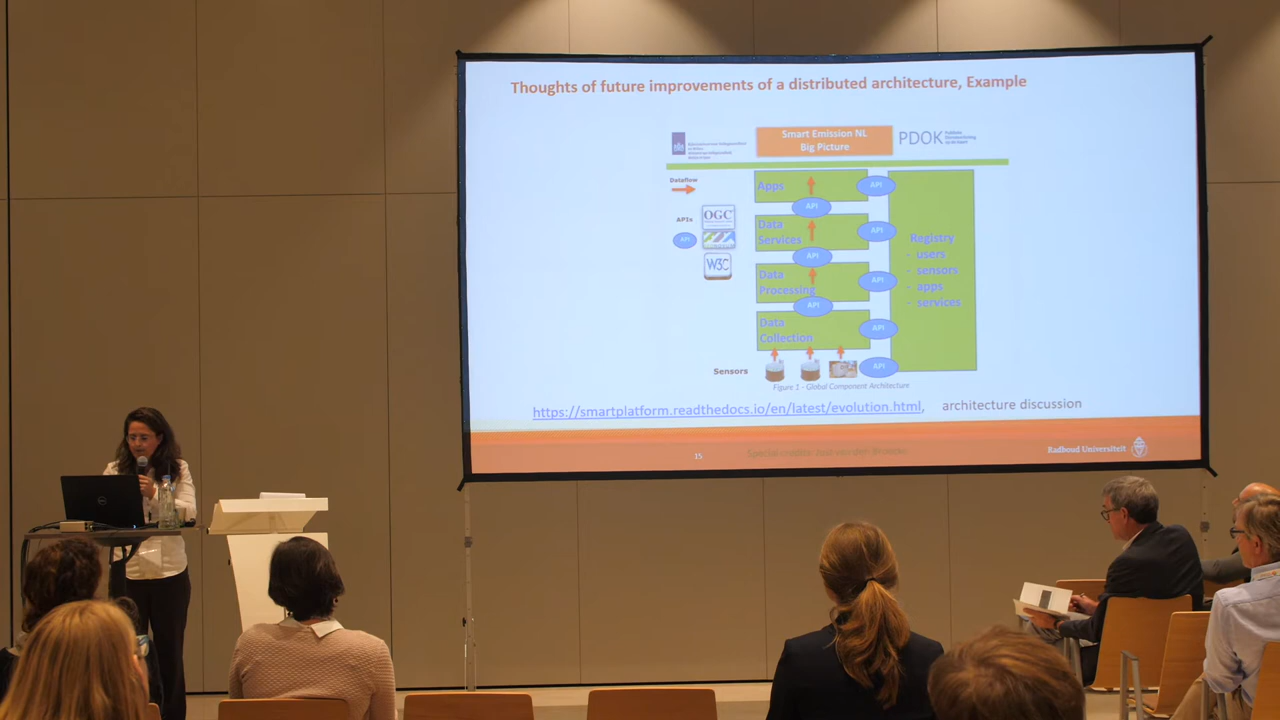 Thoughts of future improvements of a distributed architecture, Example
Smart Emission NL
Big Picture
PDOK
Dataflow
APIs
API
OGC
W3C
Apps
API
API
Data
Services
API
API
Data
Processing
API
API
Data
Collection
API
API
Registry
- users
- sensors
- apps
- services
Sensors
Figure 1 - Global Component Architecture
https://smartplatform.readthedocs.io/en/latest/evolution.html, architecture discussion
15
Radboud Universiteit